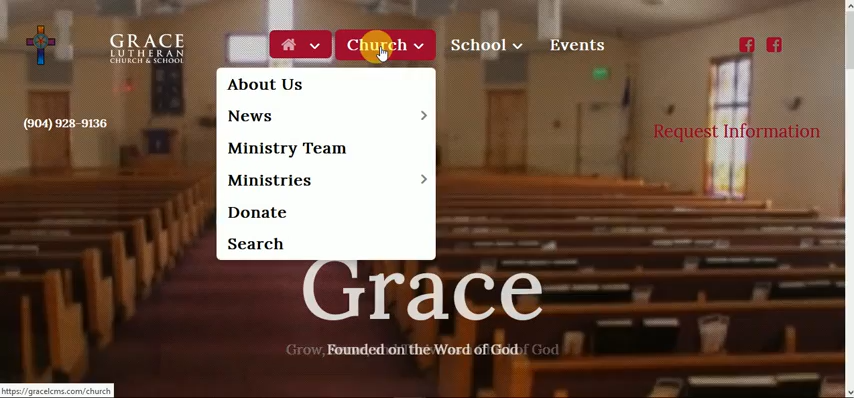 GRACE
LUTHERAN
CHURCH & SCHOOL
Church
School
Events
About Us
News
Ministry Team
Ministries
Donate
Search
(904) 928-9136
Request Information
Grace
Founded on the Word of God
https://gracelcms.com/church